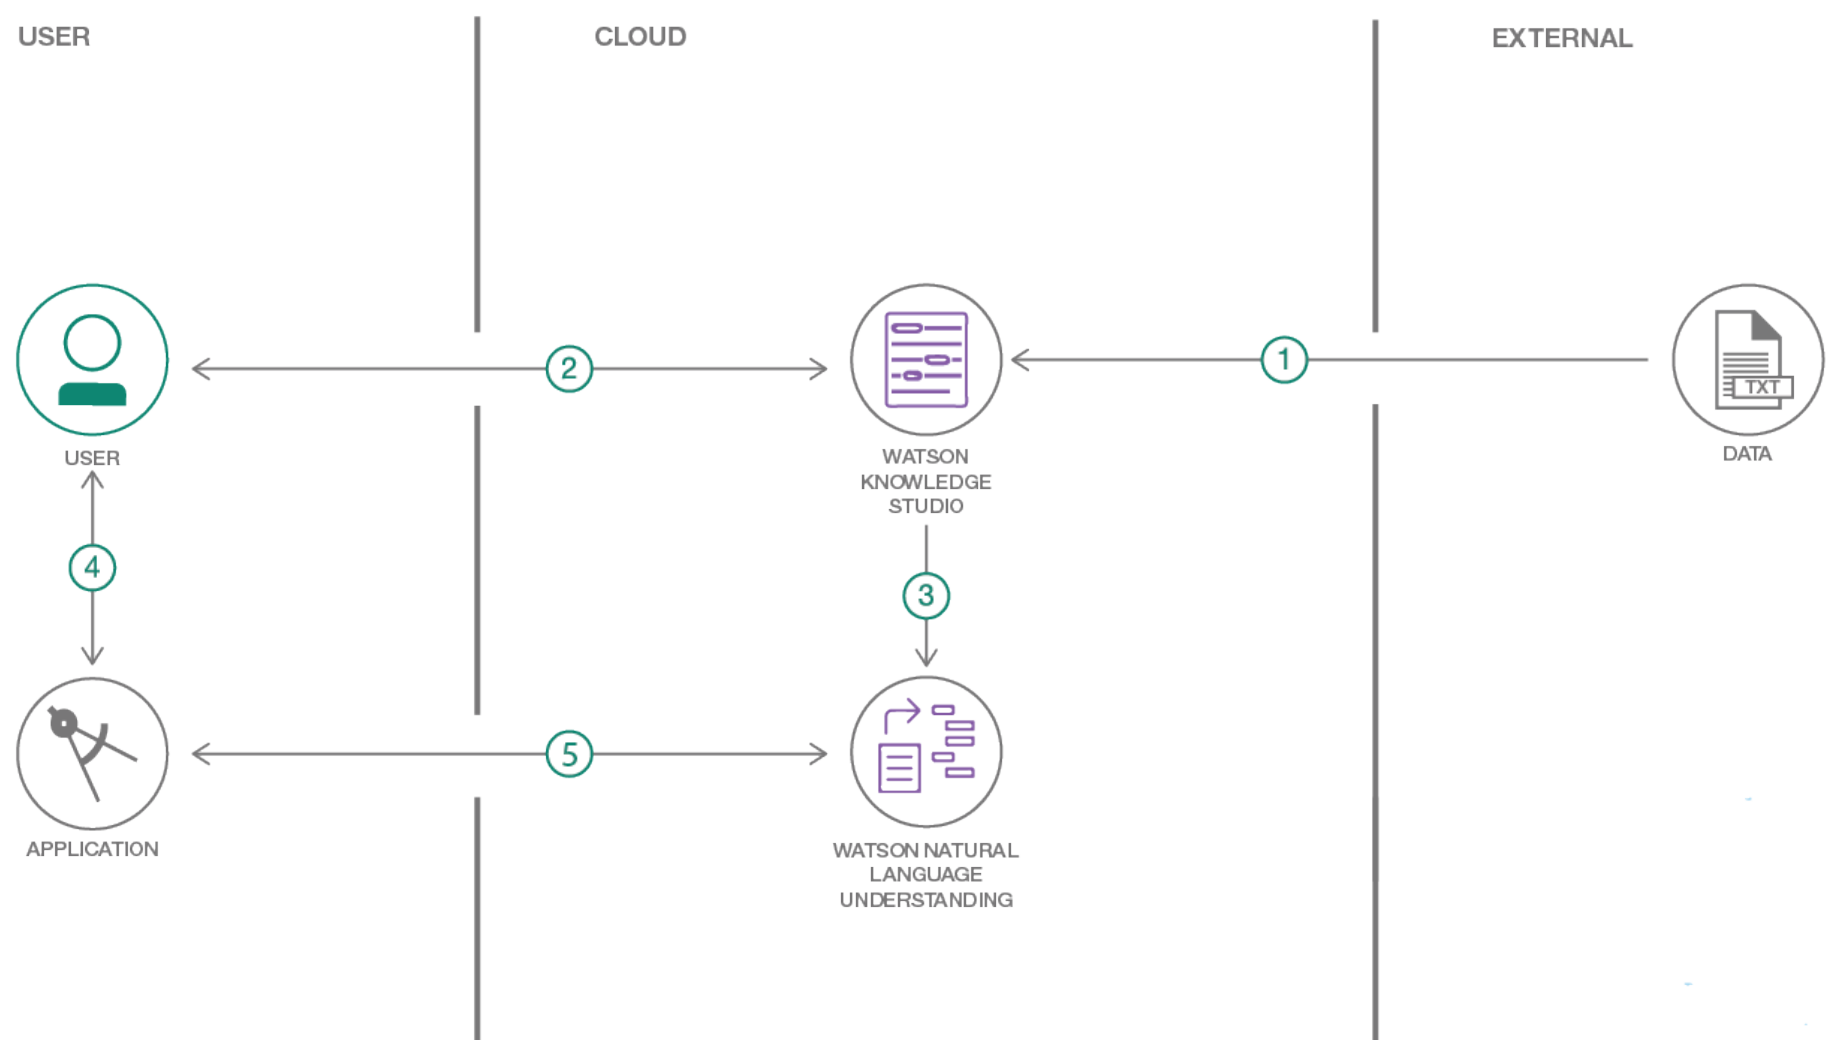 USER
CLOUD
EXTERNAL
2
1
TXT
USER
WATSON
KNOWLEDGE
STUDIO
DATA
4
3
5
APPLICATION
WATSON NATURAL
LANGUAGE
UNDERSTANDING